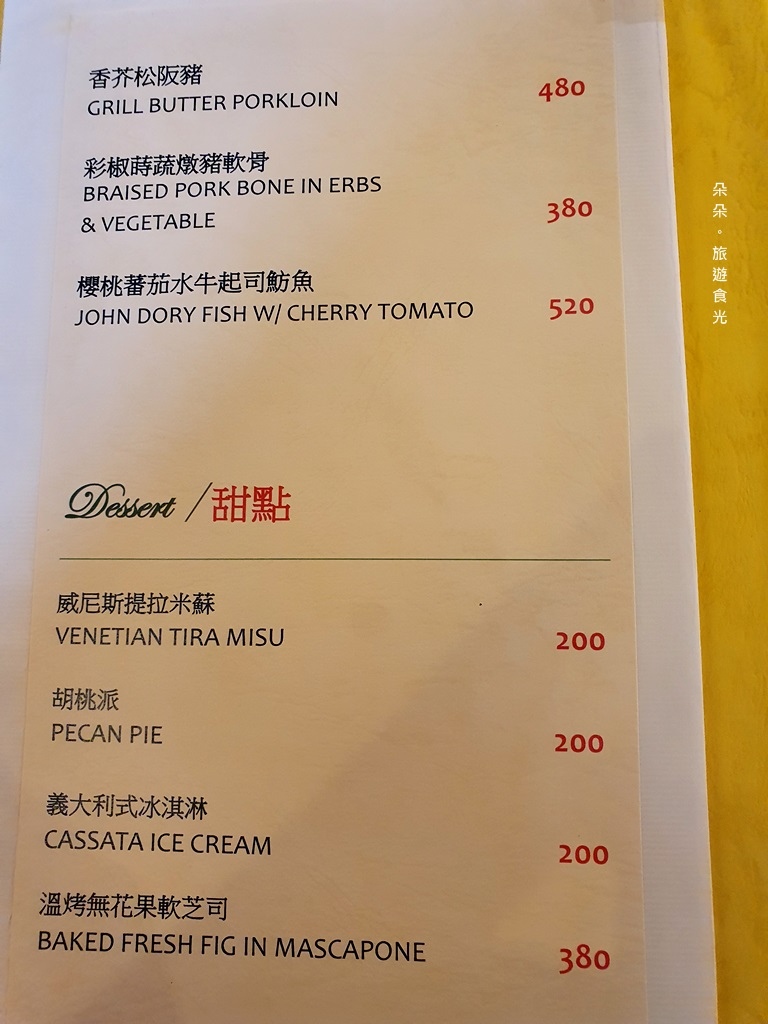 香芥松阪豬
GRILL BUTTER PORKLOIN 480
彩椒蒔蔬燉豬軟骨
BRAISED PORK BONE IN ERBS
& VEGETABLE 380
櫻桃蕃茄水牛起司魴魚
JOHN DORY FISH W/ CHERRY TOMATO 520
Dessert /甜點
威尼斯提拉米蘇
VENETIAN TIRA MISU 200
胡桃派
PECAN PIE 200
義大利式冰淇淋
CASSATA ICE CREAM 200
溫烤無花果軟芝司
BAKED FRESH FIG IN MASCAPONE 380
朵朵。旅遊食光